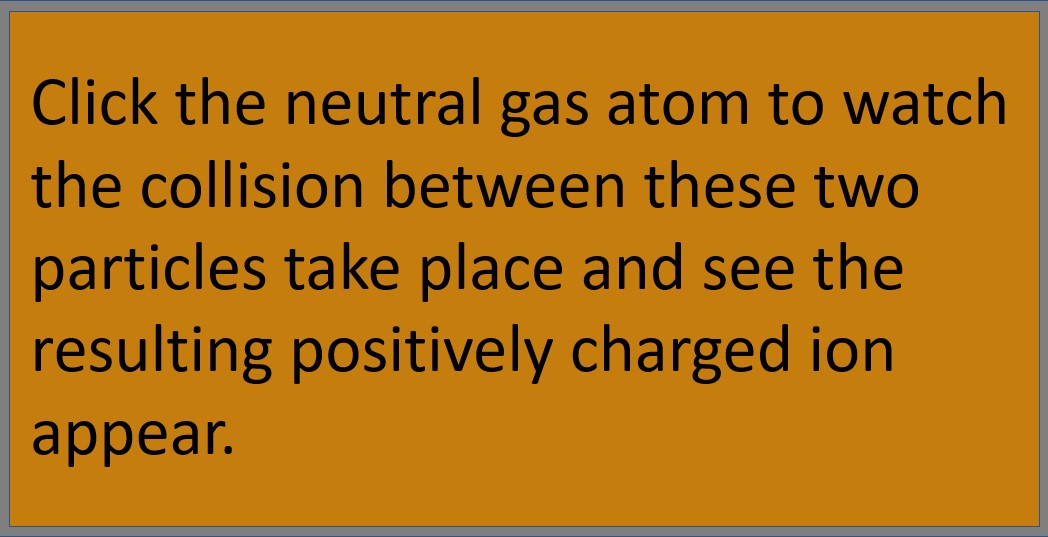 Click the neutral gas atom to watch
the collision between these two
particles take place and see the
resulting positively charged ion
appear.